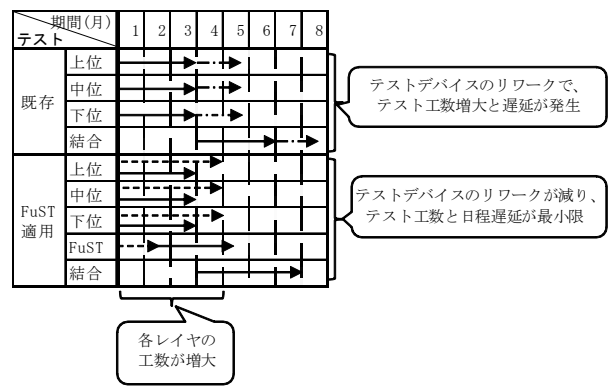 期間(月)
テスト
1 2 3 4 5 6 7 8
既存
上位
中位
下位
結合
テストデバイスのリワークで、
テスト工数増大と遅延が発生
FuST
適用
上位
中位
下位
FuST
結合
テストデバイスのリワークが減り、
テスト工数と日程遅延が最小限
各レイヤの
工数が増大